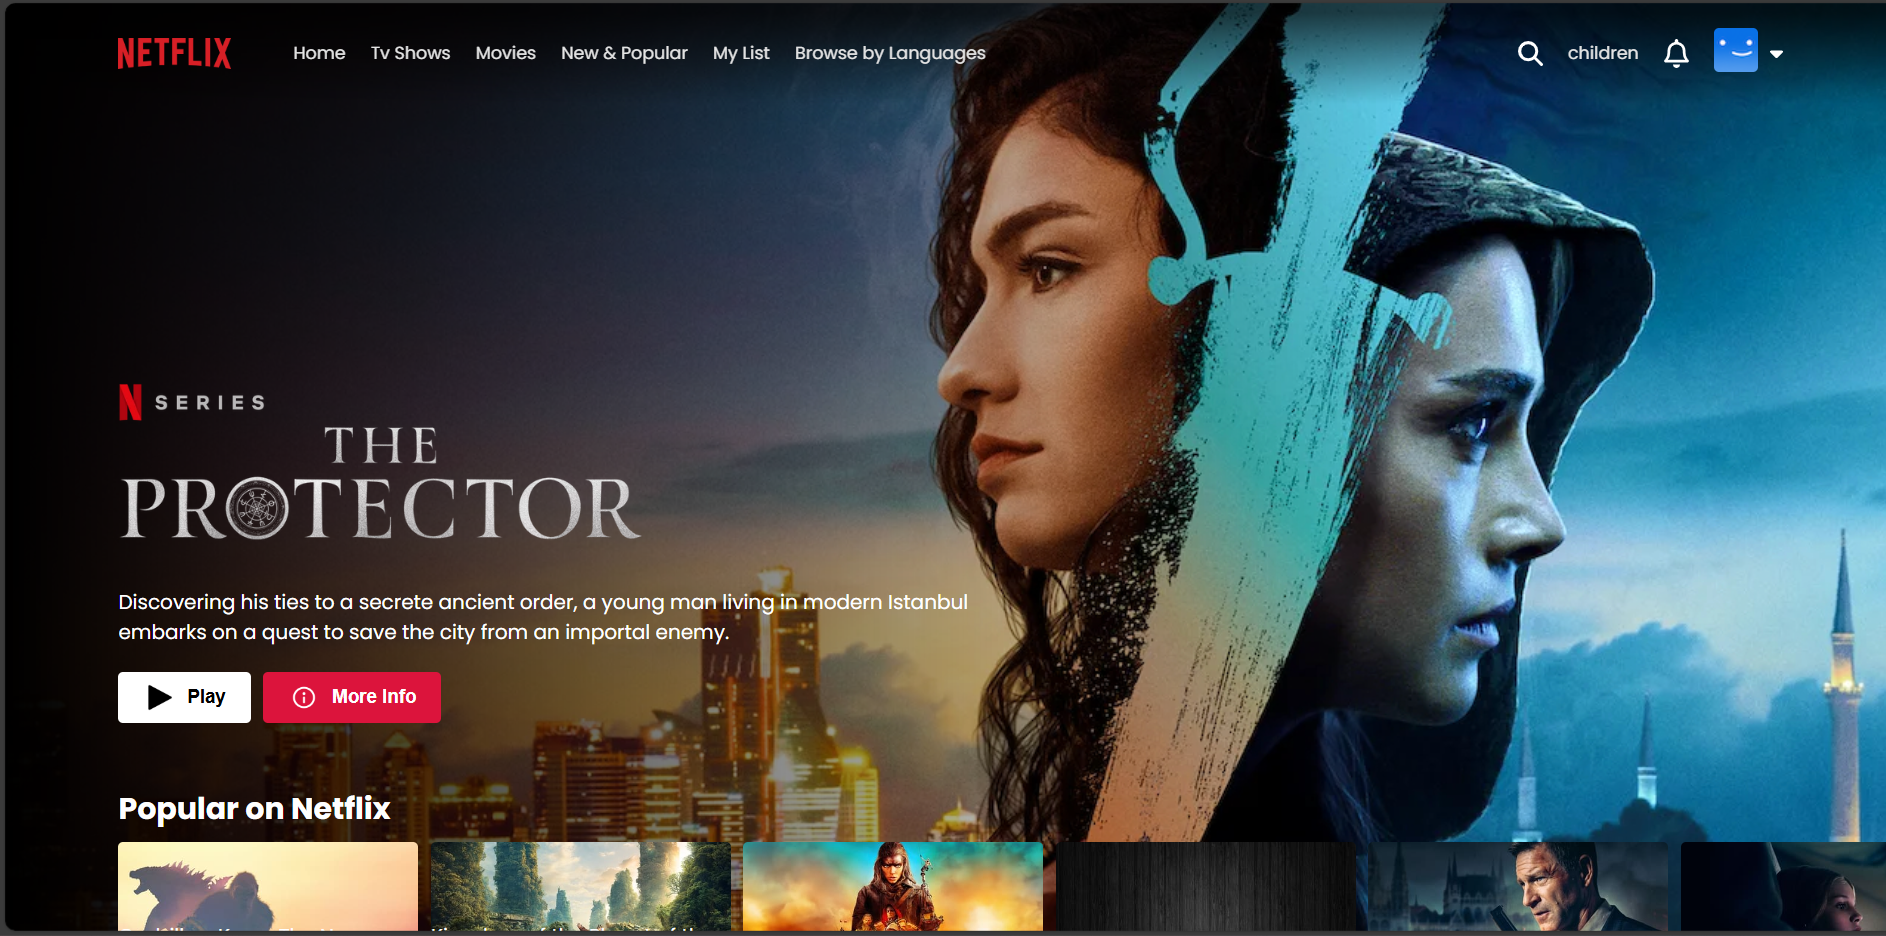 NETFLIX Home Tv Shows Movies New & Popular My List Browse by Languages children
N SERIES
THE
PROTECTOR
Discovering his ties to a secrete ancient order, a young man living in modern Istanbul
embarks on a quest to save the city from an importal enemy.
Play More Info
Popular on Netflix